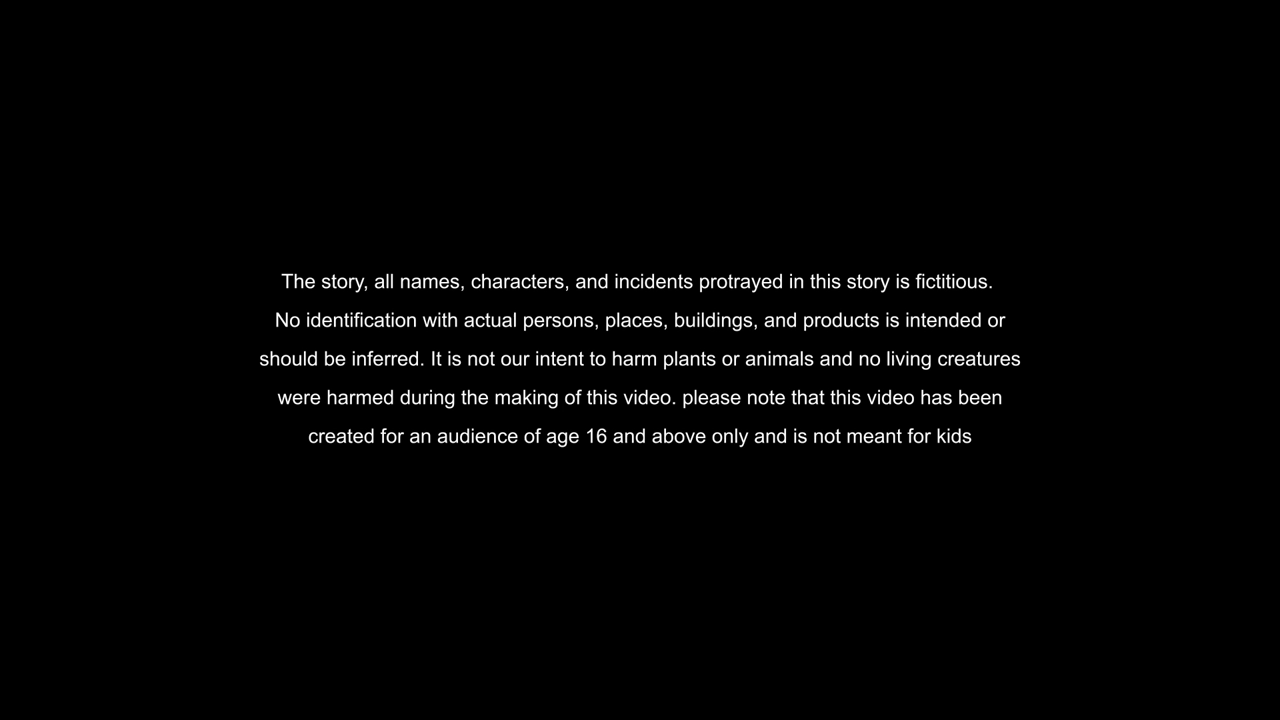 The story, all names, characters, and incidents protrayed in this story is fictitious.
No identification with actual persons, places, buildings, and products is intended or
should be inferred. It is not our intent to harm plants or animals and no living creatures
were harmed during the making of this video. please note that this video has been
created for an audience of age 16 and above only and is not meant for kids